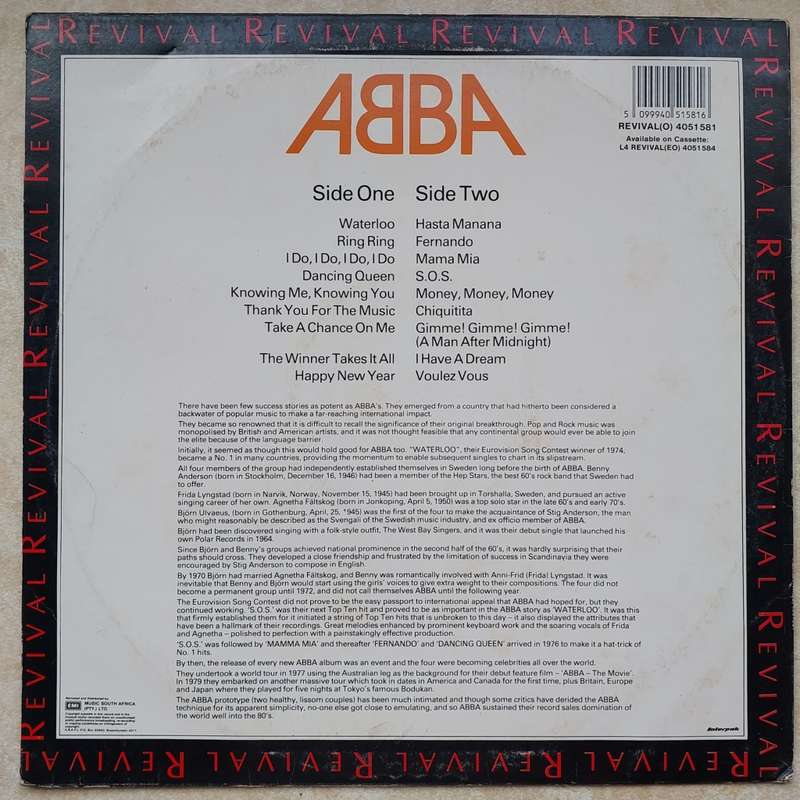 REVIVAL REVIVAL REVIVAL REVIVAL
REVIVAL REVIVAL REVIVAL REVIVAL
REVIVAL REVIVAL REVIVAL REVIVAL
REVIVAL REVIVAL REVIVAL REVIVAL
ABBA
5 099940 515816
REVIVAL(O) 4051581
Available on Cassette:
L4 REVIVAL(EO) 4051584
Side One Side Two
Waterloo Hasta Manana
Ring Ring Fernando
I Do, I Do, I Do, I Do Mama Mia
Dancing Queen S.O.S.
Knowing Me, Knowing You Money, Money, Money
Thank You For The Music Chiquitita
Take A Chance On Me Gimme! Gimme! Gimme!
(A Man After Midnight)
The Winner Takes It All I Have A Dream
Happy New Year Voulez Vous
There have been few success stories as potent as ABBA's. They emerged from a country that had hitherto been considered a
backwater of popular music to make a far-reaching international impact.
They became so renowned that it is difficult to recall the significance of their original breakthrough. Pop and Rock music was
monopolised by British and American artists, and it was not thought feasible that any continental group would ever be able to join
the elite because of the language barrier.
Initially, it seemed as though this would hold good for ABBA too. "WATERLOO", their Eurovision Song Contest winner of 1974,
became a No. 1 in many countries, providing the momentum to enable subsequent singles to chart in its slipstream.
All four members of the group had independently established themselves in Sweden long before the birth of ABBA. Benny
Anderson (born in Stockholm, December 16, 1946) had been a member of the Hep Stars, the best 60's rock band that Sweden had
to offer.
Frida Lyngstad (born in Narvik, Norway, November 15, 1945) had been brought up in Torshalla, Sweden, and pursued an active
singing career of her own. Agnetha Fältskog (born in Jonkoping, April 5, 1950) was a top solo star in the late 60's and early 70's.
Björn Ulvaeus, (born in Gothenburg, April, 25, 1945) was the first of the four to make the acquaintance of Stig Anderson, the man
who might reasonably be described as the Svengali of the Swedish music industry, and ex officio member of ABBA.
Björn had been discovered singing with a folk-style outfit, The West Bay Singers, and it was their debut single that launched his
own Polar Records in 1964.
Since Björn and Benny's groups achieved national prominence in the second half of the 60's, it was hardly surprising that their
paths should cross. They developed a close friendship and frustrated by the limitation of success in Scandinavia they were
encouraged by Stig Anderson to compose in English.
By 1970 Björn had married Agnetha Fältskog, and Benny was romantically involved with Anni-Frid (Frida) Lyngstad. It was
inevitable that Benny and Björn would start using the girls' voices to give extra weight to their compositions. The four did not
become a permanent group until 1972, and did not call themselves ABBA until the following year.
The Eurovision Song Contest did not prove to be the easy passport to international appeal that ABBA had hoped for, but they
continued working. 'S.O.S.' was their next Top Ten hit and proved to be as important in the ABBA story as 'WATERLOO'. It was this
that firmly established them for it initiated a string of Top Ten hits that is unbroken to this day – it also displayed the attributes that
have been a hallmark of their recordings. Great melodies enhanced by prominent keyboard work and the soaring vocals of Frida
and Agnetha – polished to perfection with a painstakingly effective production.
'S.O.S.' was followed by 'MAMMA MIA' and thereafter 'FERNANDO' and 'DANCING QUEEN' arrived in 1976 to make it a hat-trick of
No. 1 hits.
By then, the release of every new ABBA album was an event and the four were becoming celebrities all over the world.
They undertook a world tour in 1977 using the Australian leg as the background for their debut feature film – 'ABBA – The Movie'.
In 1979 they embarked on another massive tour which took in dates in America and Canada for the first time, plus Britain, Europe
and Japan where they played for five nights at Tokyo's famous Bodukan.
The ABBA prototype (two healthy, lissom couples) has been much intimated and though some critics have derided the ABBA
technique for its apparent simplicity, no-one else got close to emulating, and so ABBA sustained their record sales domination of
the world well into the 80's.
EMI
MUSIC SOUTH AFRICA
(PTY.) LTD.
Interpak